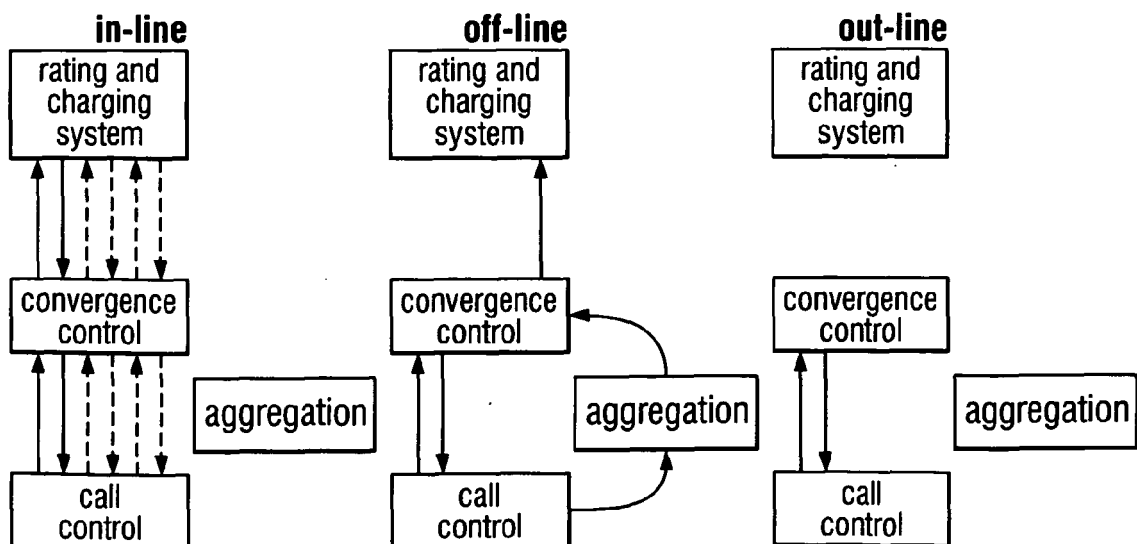 in-line
rating and
charging
system
convergence
control
aggregation
call
control
off-line
rating and
charging
system
convergence
control
aggregation
call
control
out-line
rating and
charging
system
convergence
control
aggregation
call
control